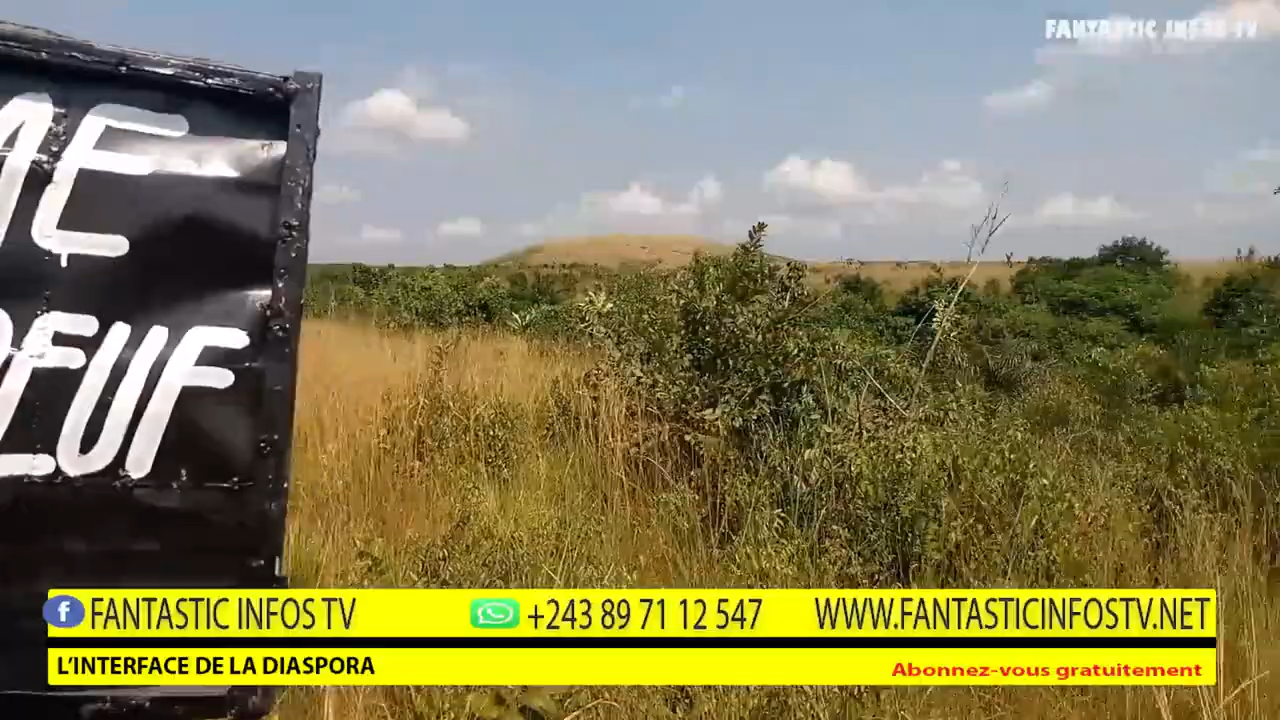 FANTASTIC INFOS TV
ME
OEUF
FANTASTIC INFOS TV
+243 89 71 12 547
WWW.FANTASTICINFOSTV.NET
L'INTERFACE DE LA DIASPORA
Abonnez-vous gratuitement